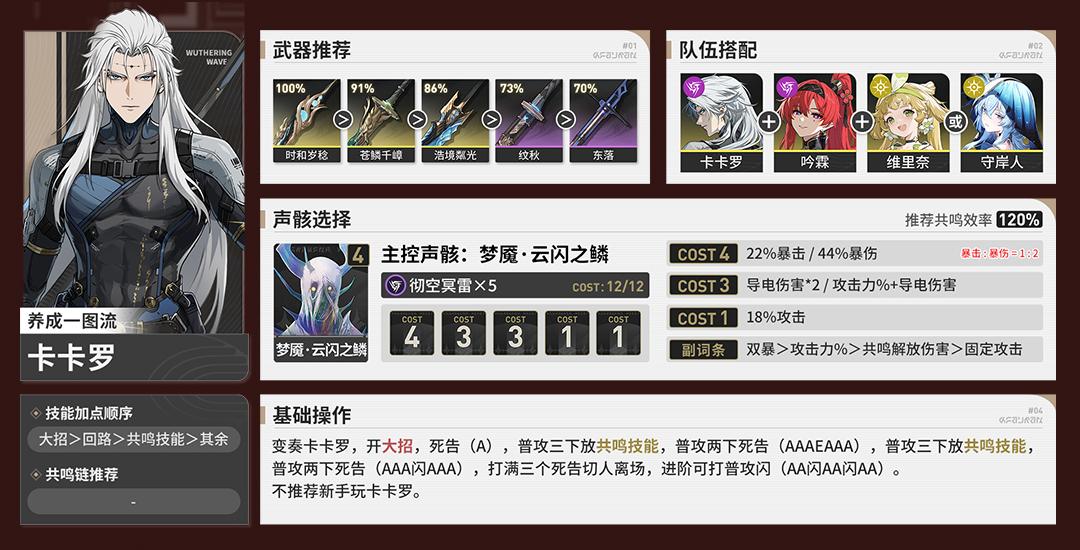 WUTHERING
WAVE
养成一图流
卡卡罗
技能加点顺序
大招＞回路＞共鸣技能＞其余
共鸣链推荐
-
武器推荐
#01
100%
91%
86%
73%
70%
时和岁稔
苍鳞千嶂
浩境粼光
纹秋
东落
队伍搭配
#02
卡卡罗
吟霖
维里奈
或
守岸人
声骸选择
推荐共鸣效率 120%
4
梦魇·云闪之鳞
主控声骸：梦魇·云闪之鳞
彻空冥雷×5
COST: 12/12
COST COST COST COST COST
4 3 3 1 1
COST 4 22%暴击 / 44%暴伤 暴击 : 暴伤 = 1 : 2
COST 3 导电伤害*2 / 攻击力%+导电伤害
COST 1 18%攻击
副词条 双暴＞攻击力%＞共鸣解放伤害＞固定攻击
基础操作
#04
变奏卡卡罗，开大招，死告（A），普攻三下放共鸣技能，普攻两下死告（AAAEAAA），普攻三下放共鸣技能，
普攻两下死告（AAA闪AAA），打满三个死告切人离场，进阶可打普攻闪（AA闪AA闪AA）。
不推荐新手玩卡卡罗。